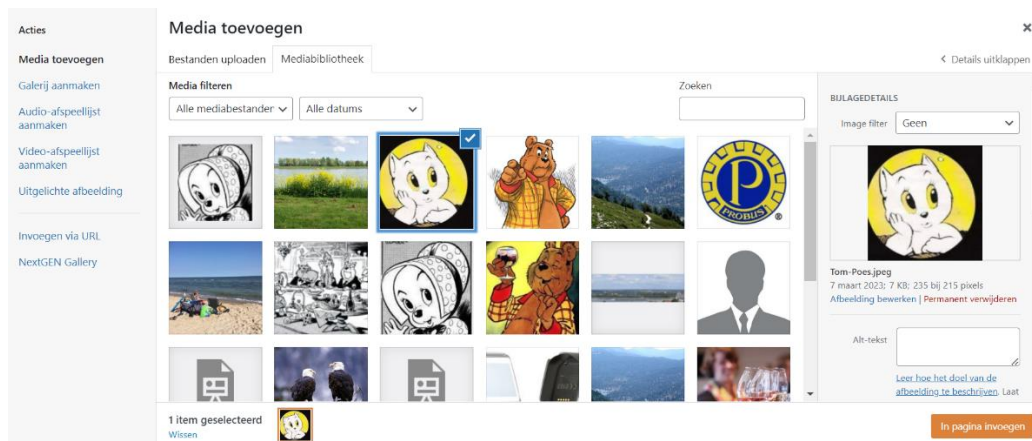 Acties
Media toevoegen
Galerij aanmaken
Audio-afspeellijst
aanmaken
Video-afspeellijst
aanmaken
Uitgelichte afbeelding
Invoegen via URL
NextGEN Gallery
Media toevoegen
Bestanden uploaden
Mediabibliotheek
Details uitklappen
Media filteren
Zoeken
Alle mediabestanden
Alle datums
P
PROBUS
BIJLAGEDETAILS
Image filter
Geen
Tom-Poes.jpeg
7 maart 2023; 7 KB; 235 bij 215 pixels
Afbeelding bewerken | Permanent verwijderen
Alt-tekst
Leer hoe het doel van de
afbeelding te beschrijven. Laat
1 item geselecteerd
Wissen
In pagina invoegen